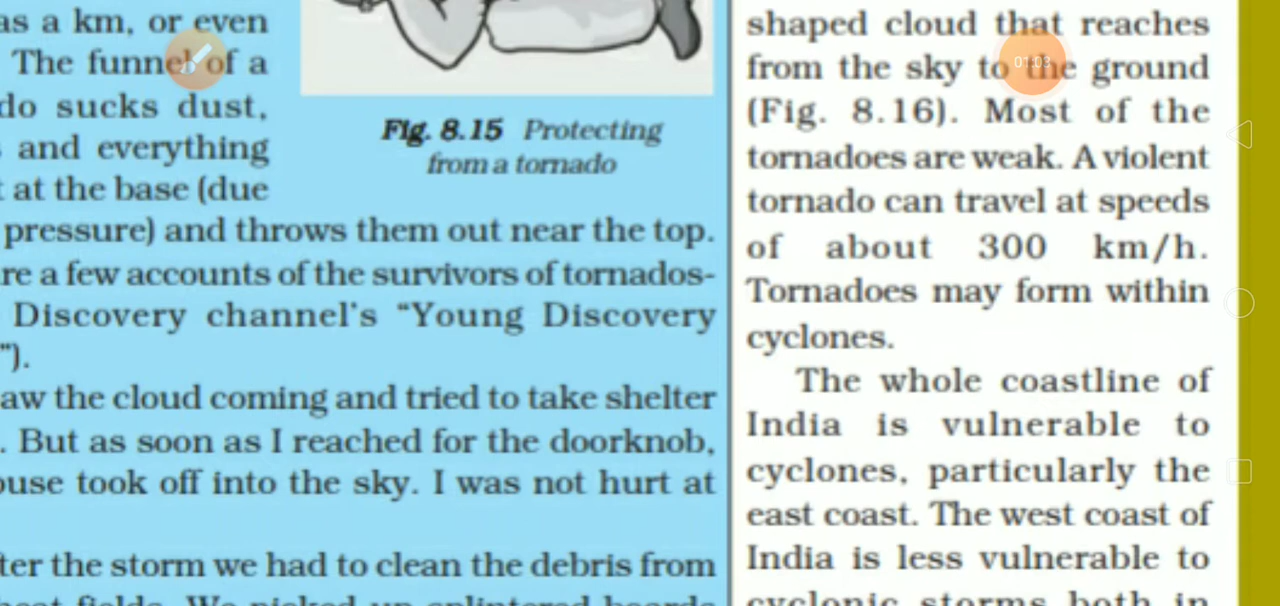 as a km, or even
The funnel of a
do sucks dust,
and everything
at the base (due
pressure) and throws them out near the top.
re a few accounts of the survivors of tornados-
Discovery channel's “Young Discovery
”).
aw the cloud coming and tried to take shelter
. But as soon as I reached for the doorknob,
ouse took off into the sky. I was not hurt at
ter the storm we had to clean the debris from
Fig. 8.15 Protecting
from a tornado
shaped cloud that reaches
from the sky to the ground
(Fig. 8.16). Most of the
tornadoes are weak. A violent
tornado can travel at speeds
of about 300 km/h.
Tornadoes may form within
cyclones.
The whole coastline of
India is vulnerable to
cyclones, particularly the
east coast. The west coast of
India is less vulnerable to
cyclonic storms both in
01:03